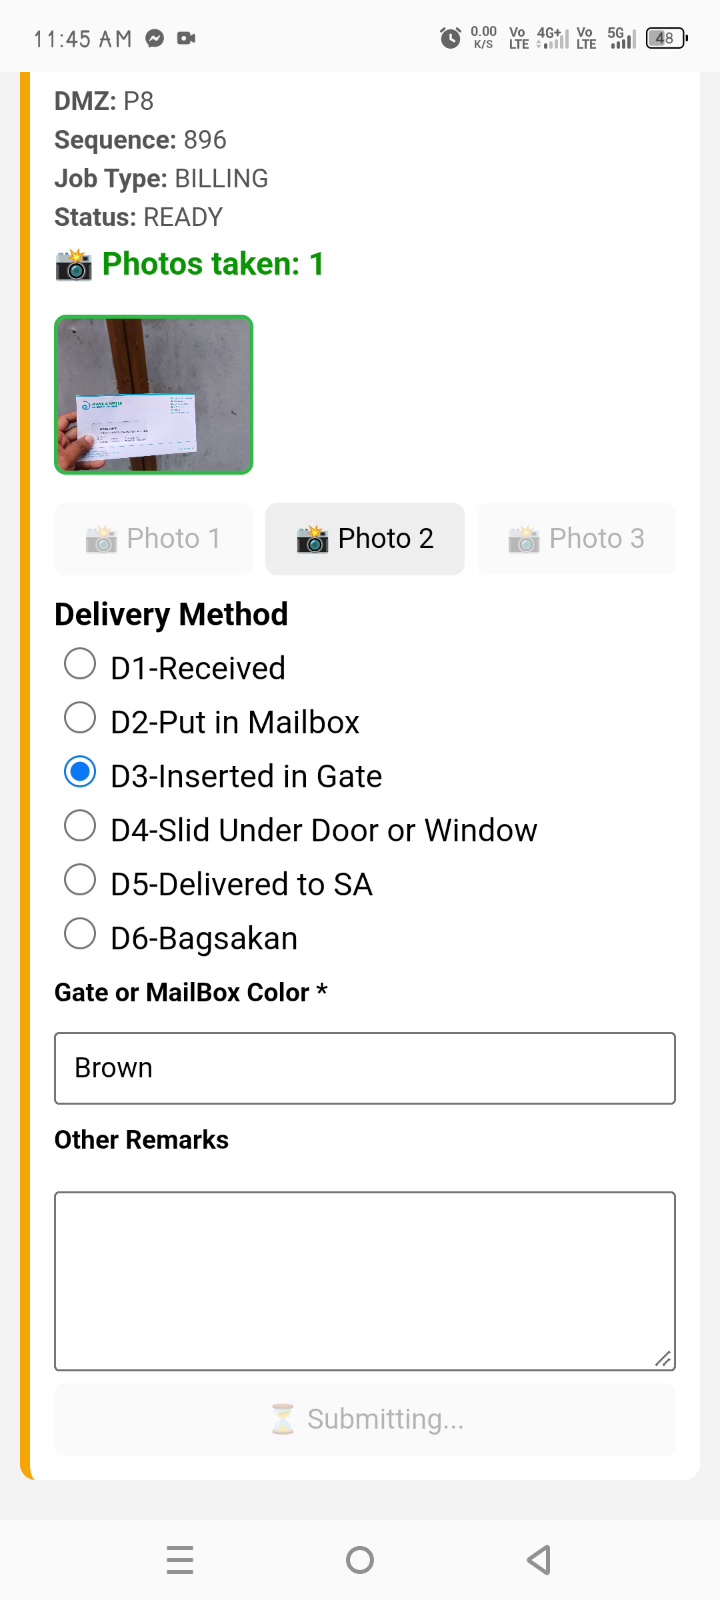 11:45 AM
0.00 K/S Vo LTE 4G+ Vo LTE 5G 48
DMZ: P8
Sequence: 896
Job Type: BILLING
Status: READY
📸 Photos taken: 1
📸 Photo 1 📸 Photo 2 📸 Photo 3
Delivery Method
D1-Received
D2-Put in Mailbox
D3-Inserted in Gate
D4-Slid Under Door or Window
D5-Delivered to SA
D6-Bagsakan
Gate or MailBox Color *
Brown
Other Remarks
⏳ Submitting...